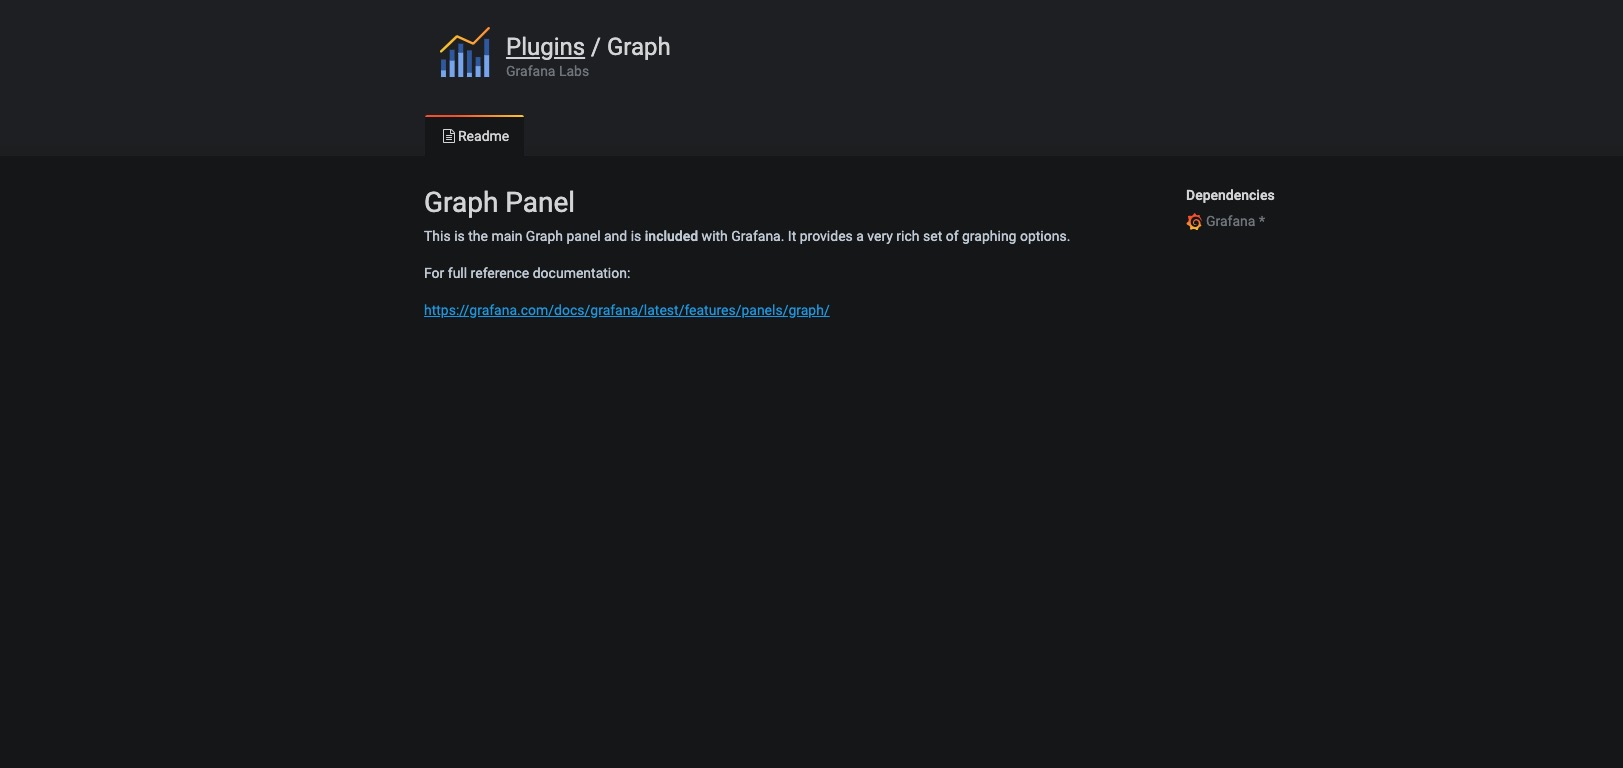 Plugins / Graph
Grafana Labs
Readme
Graph Panel
This is the main Graph panel and is included with Grafana. It provides a very rich set of graphing options.
For full reference documentation:
https://grafana.com/docs/grafana/latest/features/panels/graph/
Dependencies
Grafana *